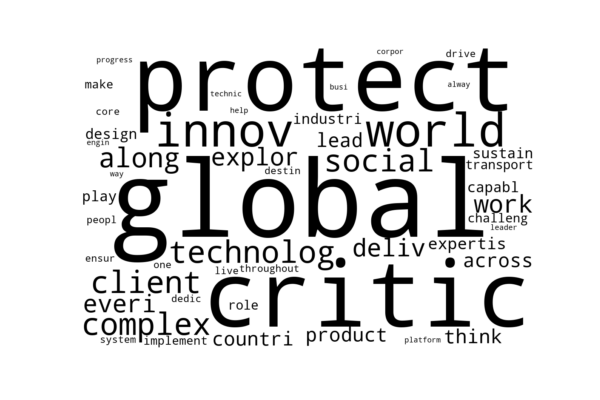 progress
corpor
drive
protect
make
technic
busi
alway
core
help
industri
design
innov
lead
world
engin
along
explor
social
sustain
transport
way
destin
global
capabl
play
work
peopl
challeng
leader
technolog
deliv
expertis
ensur
across
one
live
throughout
client
critic
everi
dedic
role
complex
system
implement
countri
product
platform
think